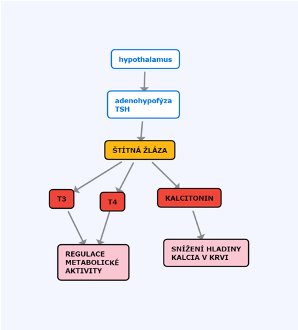 hypothalamus
adenohypofýza
TSH
ŠTÍTNÁ ŽLÁZA
T3
T4
KALCITONIN
REGULACE
METABOLICKÉ
AKTIVITY
SNÍŽENÍ HLADINY
KALCIA V KRVI